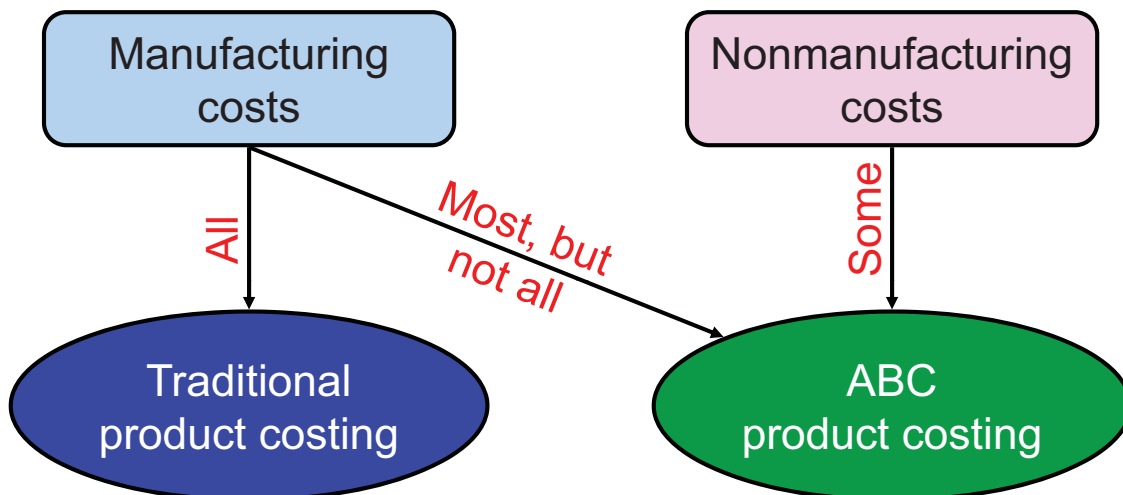 Manufacturing
costs
Nonmanufacturing
costs
All
Most, but
not all
Some
Traditional
product costing
ABC
product costing